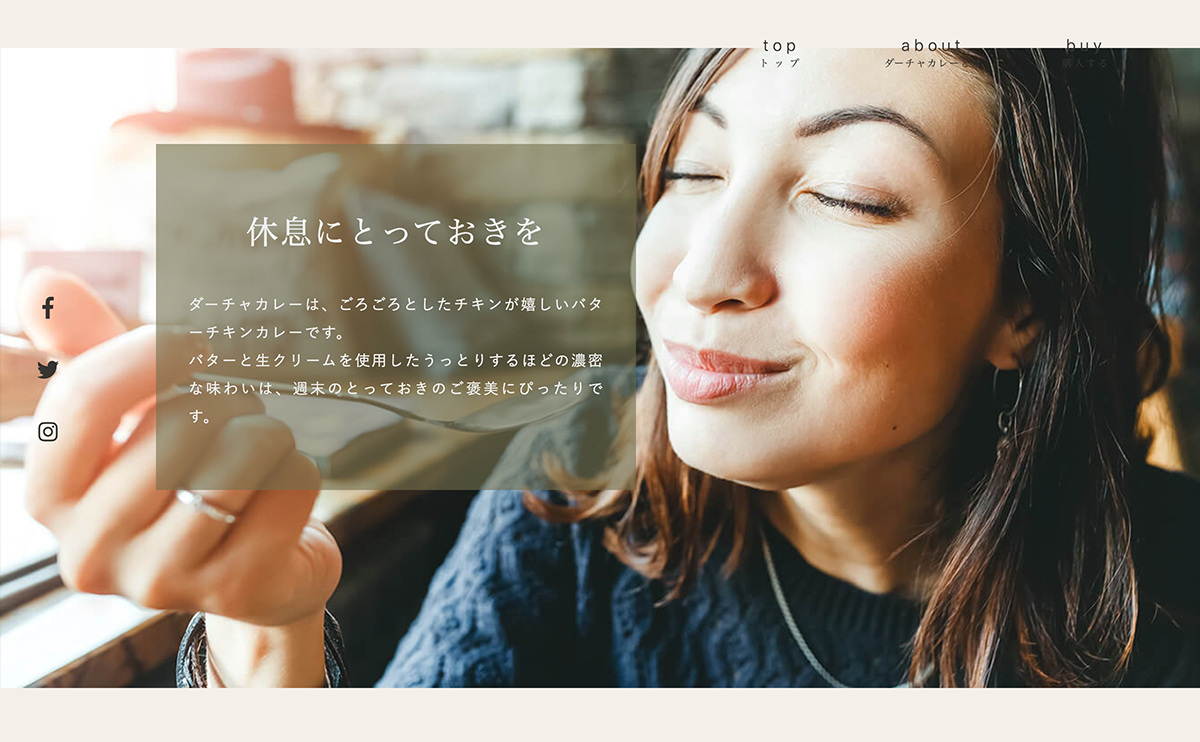 top
トップ
about
ダーチャカレー
buy
購入する
休息にとっておきを
ダーチャカレーは、ごろごろとしたチキンが嬉しいバタ
ーチキンカレーです。
バターと生クリームを使用したうっとりするほどの濃密
な味わいは、週末のとっておきのご褒美にぴったりで
す。